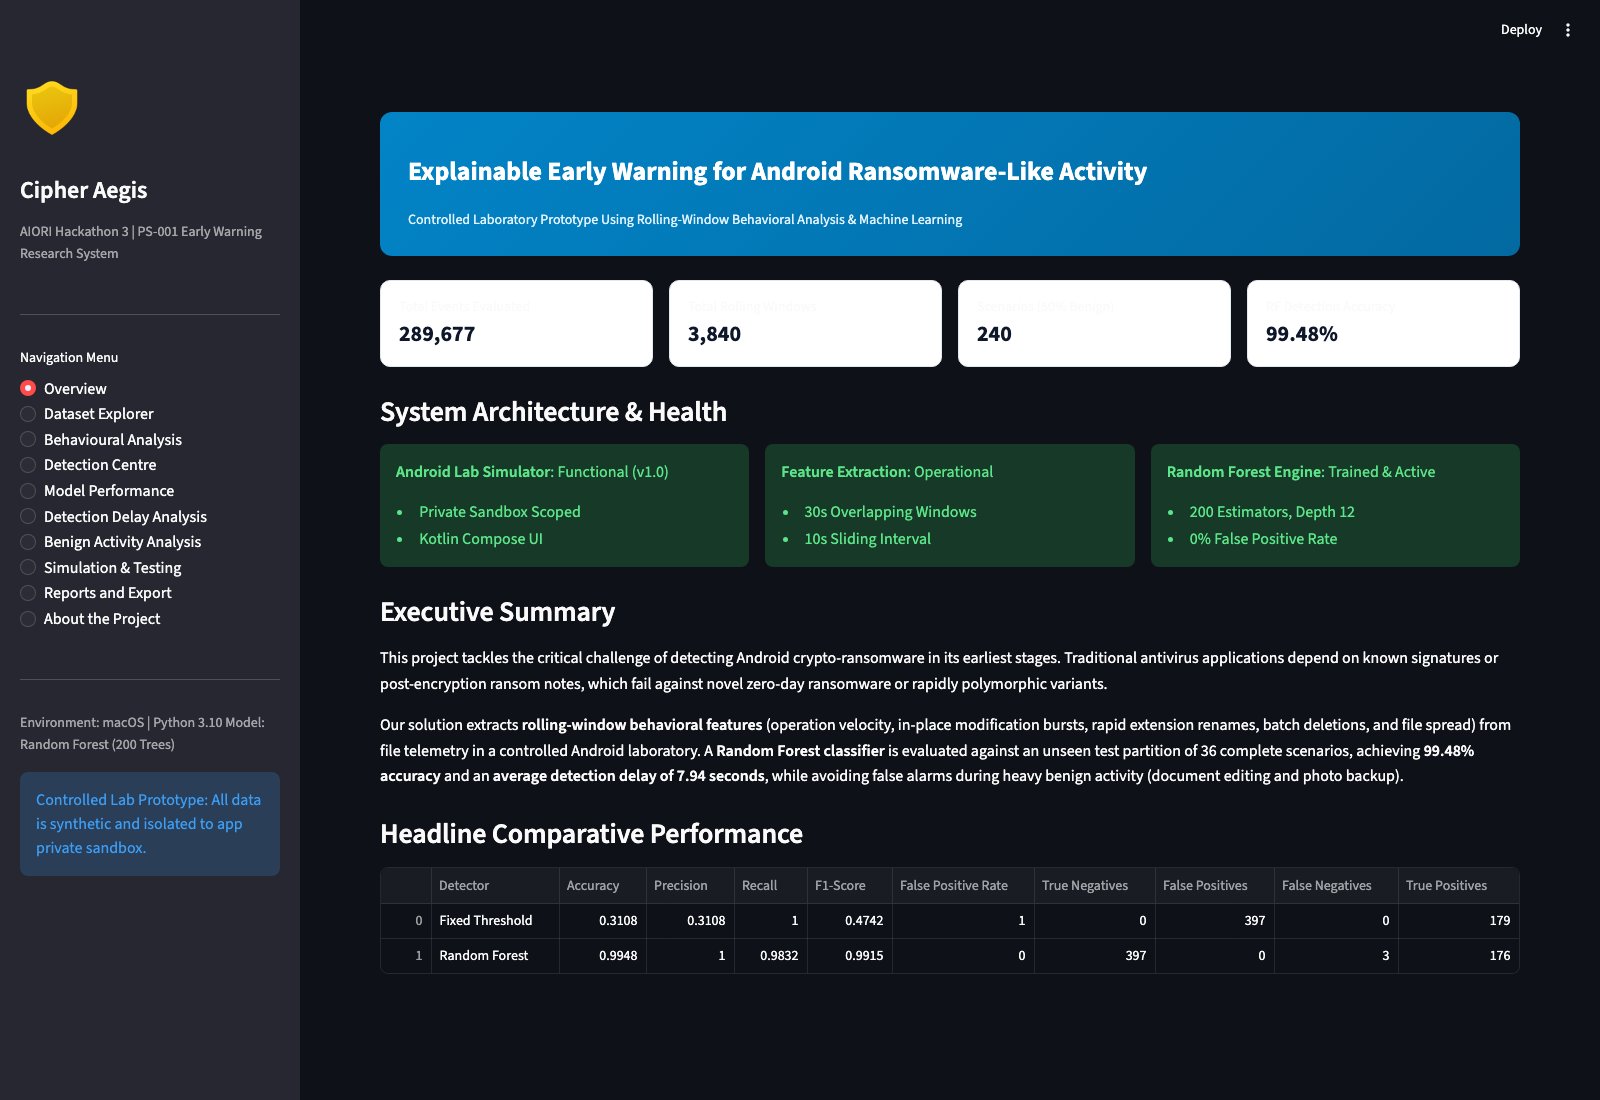 Deploy
Cipher Aegis
AIORI Hackathon 3 | PS-001 Early Warning
Research System
Navigation Menu
Overview
Dataset Explorer
Behavioural Analysis
Detection Centre
Model Performance
Detection Delay Analysis
Benign Activity Analysis
Simulation & Testing
Reports and Export
About the Project
Environment: macOS | Python 3.10 Model:
Random Forest (200 Trees)
Controlled Lab Prototype: All data
is synthetic and isolated to app
private sandbox.
Explainable Early Warning for Android Ransomware-Like Activity
Controlled Laboratory Prototype Using Rolling-Window Behavioral Analysis & Machine Learning
Total Events Evaluated
289,677
Total Rolling Windows
3,840
Scenarios (50% Benign)
240
RF Detection Accuracy
99.48%
System Architecture & Health
Android Lab Simulator: Functional (v1.0)
• Private Sandbox Scoped
• Kotlin Compose UI
Feature Extraction: Operational
• 30s Overlapping Windows
• 10s Sliding Interval
Random Forest Engine: Trained & Active
• 200 Estimators, Depth 12
• 0% False Positive Rate
Executive Summary
This project tackles the critical challenge of detecting Android crypto-ransomware in its earliest stages. Traditional antivirus applications depend on known signatures or
post-encryption ransom notes, which fail against novel zero-day ransomware or rapidly polymorphic variants.
Our solution extracts rolling-window behavioral features (operation velocity, in-place modification bursts, rapid extension renames, batch deletions, and file spread) from
file telemetry in a controlled Android laboratory. A Random Forest classifier is evaluated against an unseen test partition of 36 complete scenarios, achieving 99.48%
accuracy and an average detection delay of 7.94 seconds, while avoiding false alarms during heavy benign activity (document editing and photo backup).
Headline Comparative Performance
Detector Accuracy Precision Recall F1-Score False Positive Rate True Negatives False Positives False Negatives True Positives
0 Fixed Threshold 0.3108 0.3108 1 0.4742 1 0 397 0 179
1 Random Forest 0.9948 1 0.9832 0.9915 0 397 0 3 176